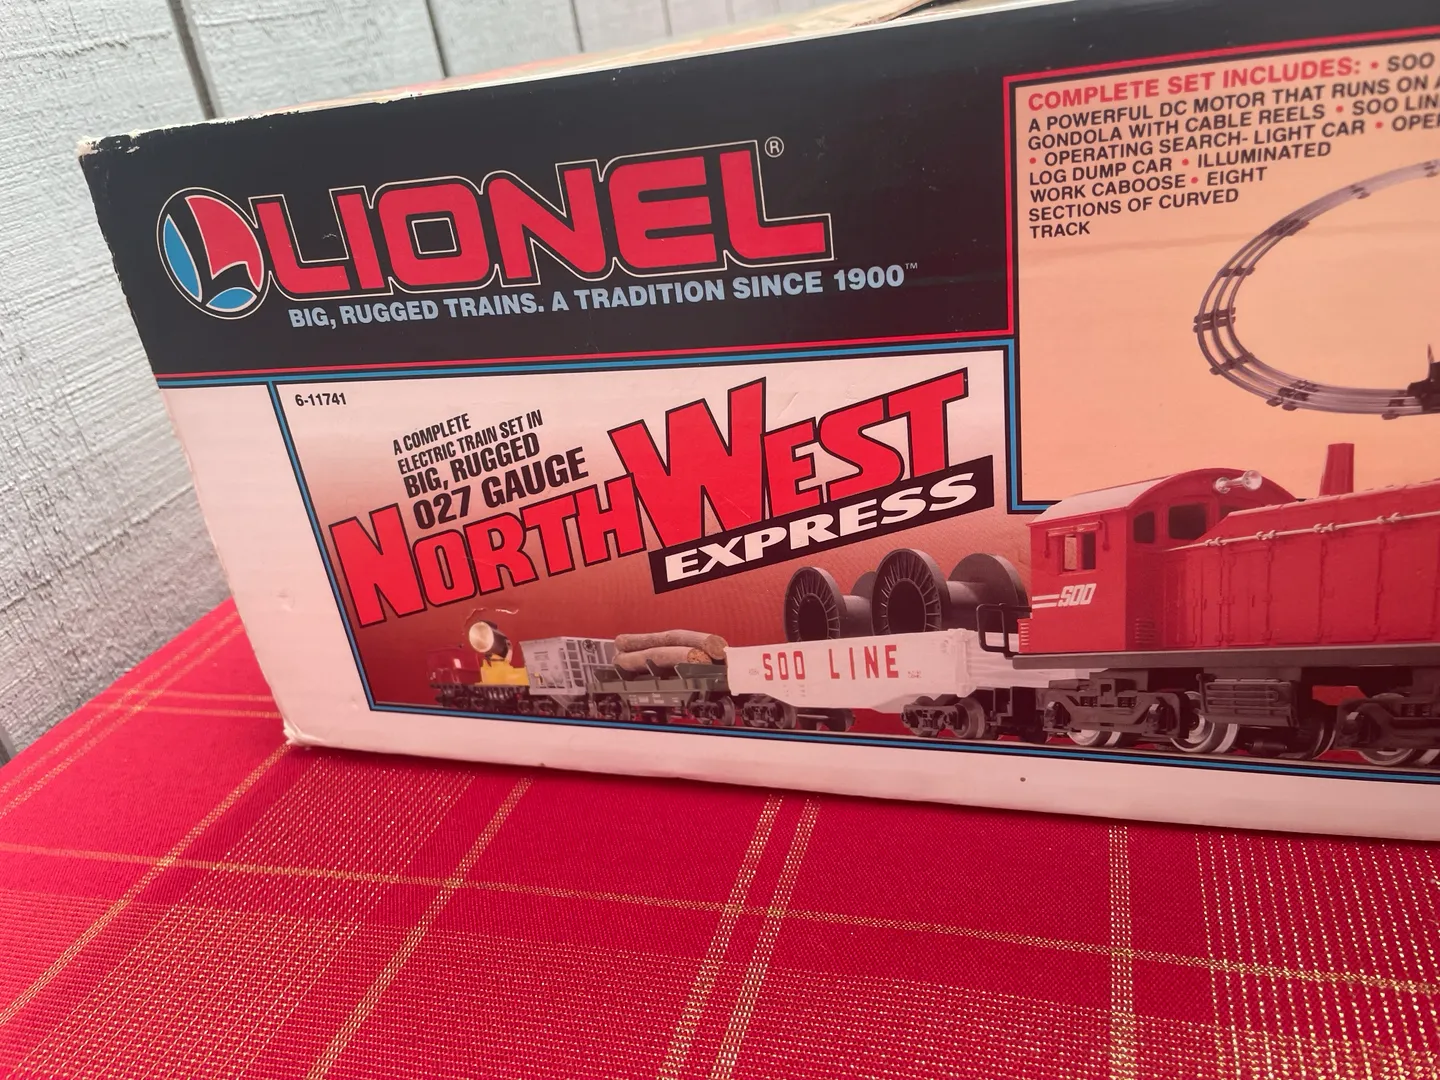 LIONEL®
BIG, RUGGED TRAINS. A TRADITION SINCE 1900™
COMPLETE SET INCLUDES: • SOO
A POWERFUL DC MOTOR THAT RUNS ON
GONDOLA WITH CABLE REELS • SOO LIN
• OPERATING SEARCH- LIGHT CAR • OPE
LOG DUMP CAR • ILLUMINATED
WORK CABOOSE • EIGHT
SECTIONS OF CURVED
TRACK
6-11741
A COMPLETE
ELECTRIC TRAIN SET IN
BIG, RUGGED
027 GAUGE
NORTHWEST
EXPRESS
SOO
SOO LINE